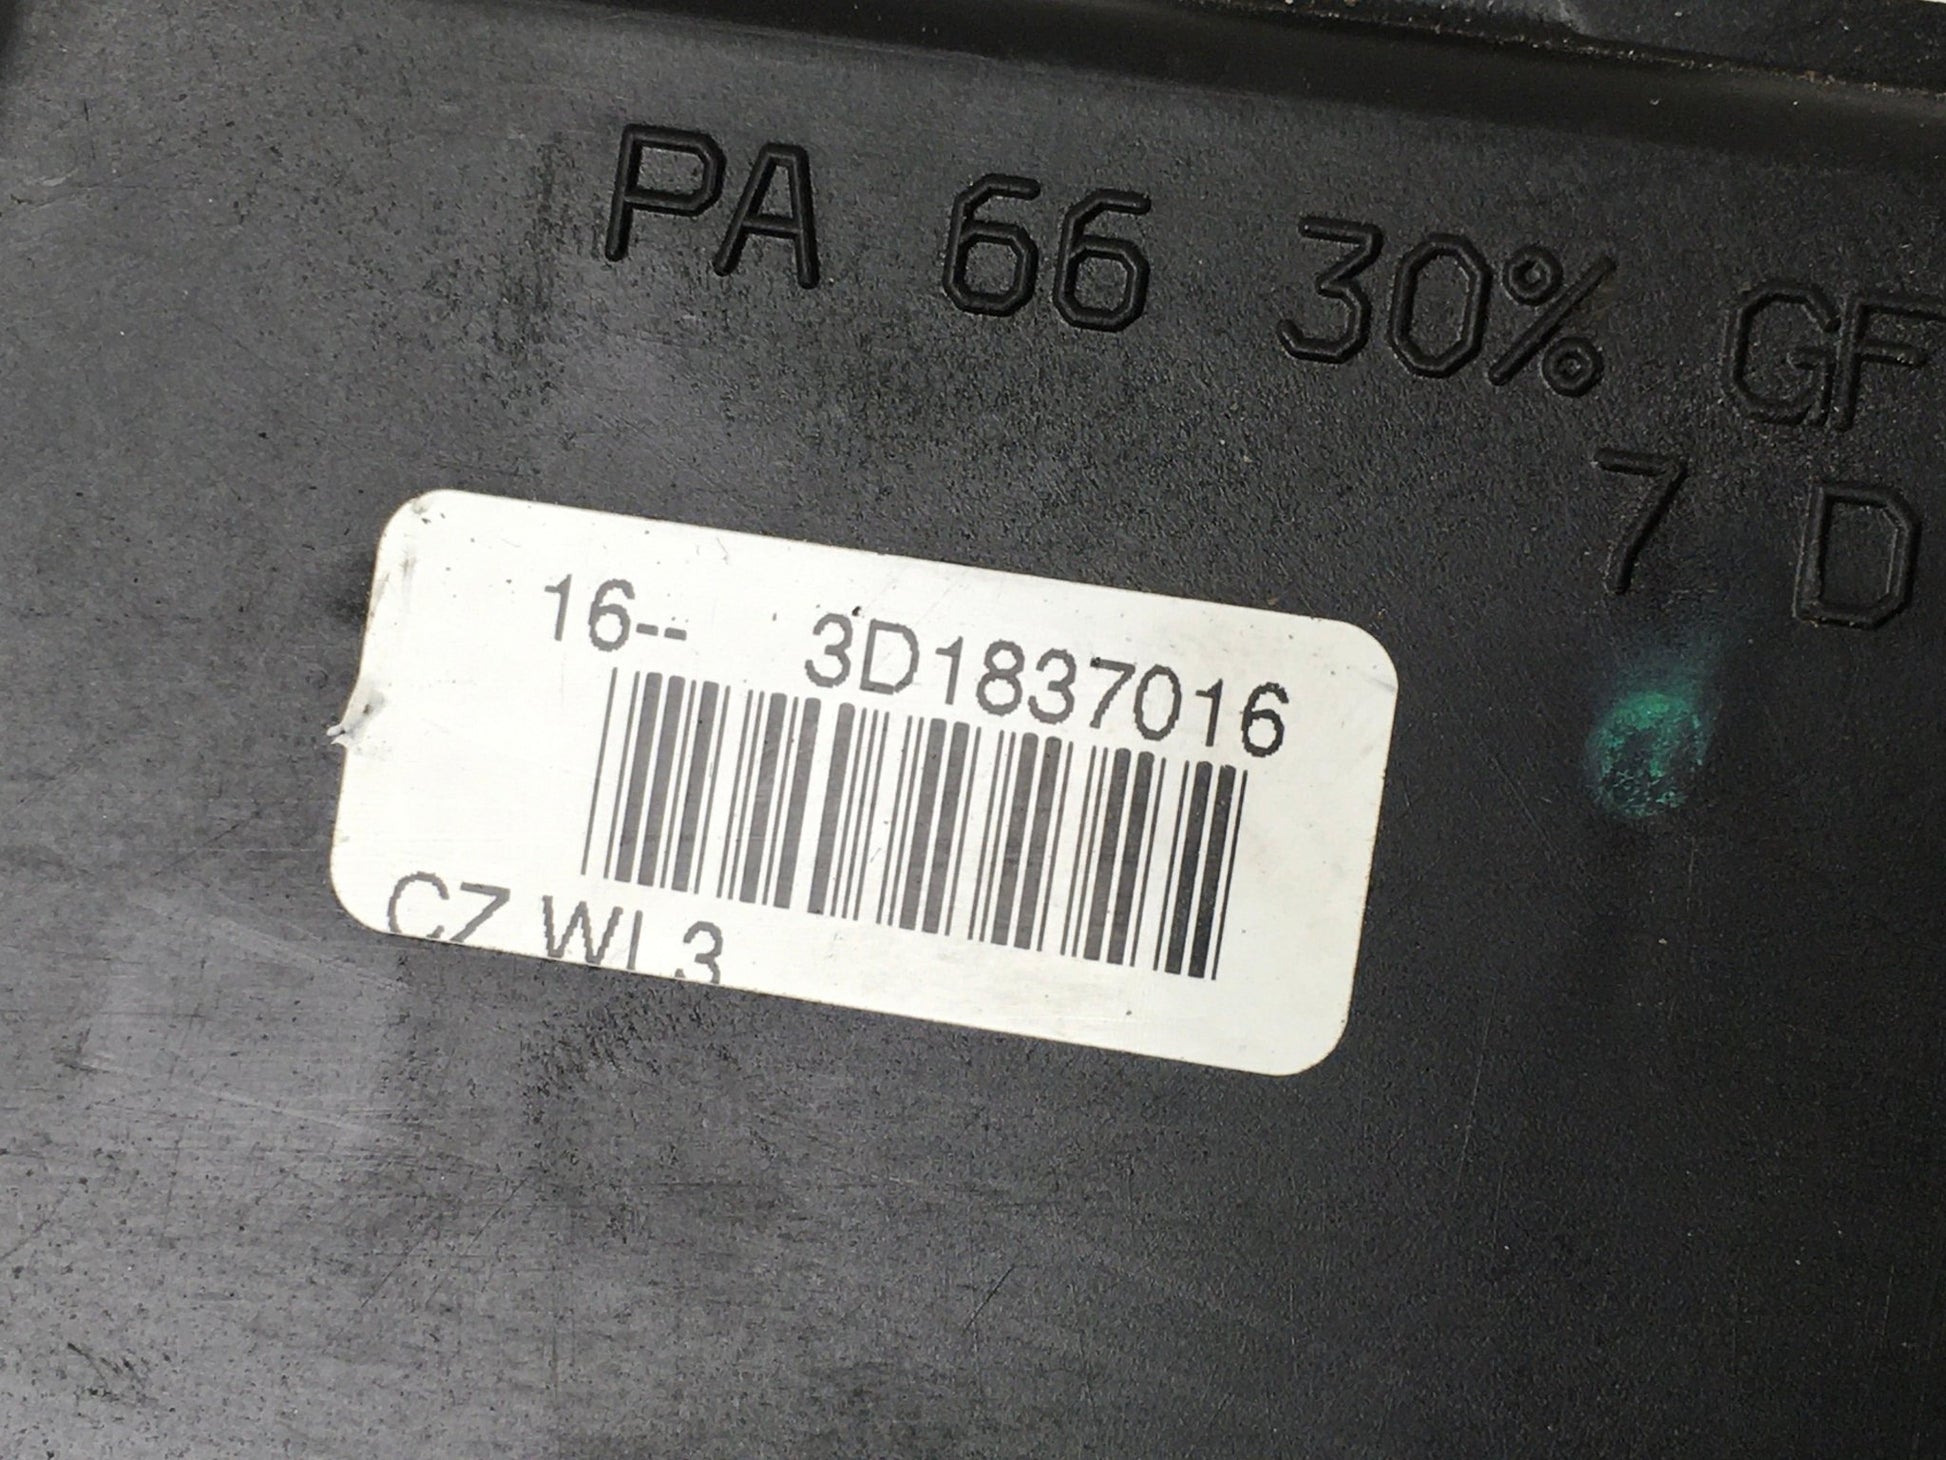 PA 66 30% GF
7 D
16-- 3D1837016
CZ WL3